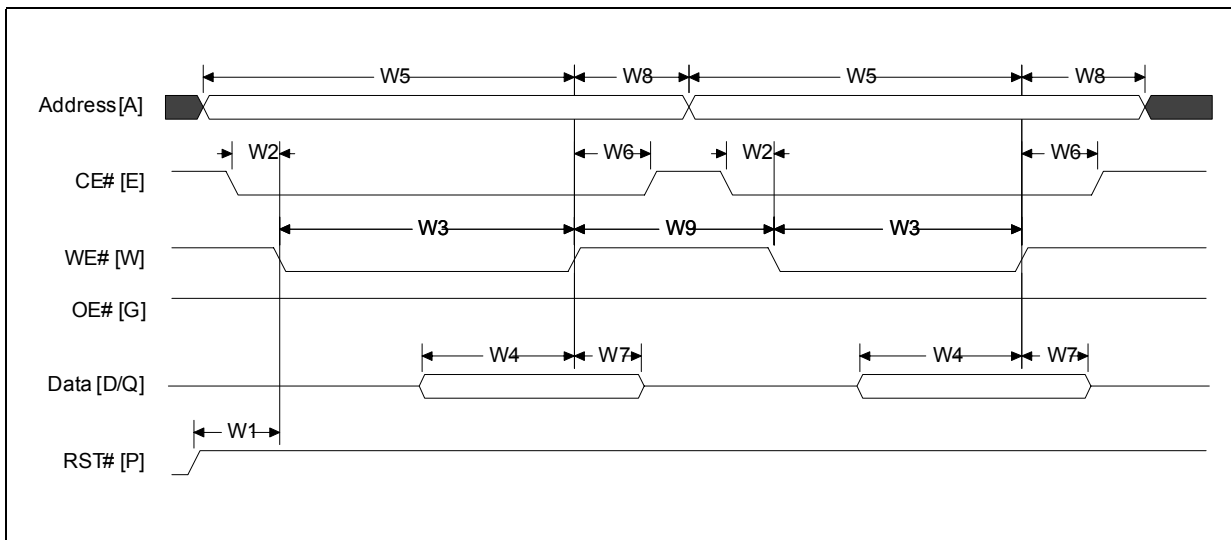 W5 W8 W5 W8
Address [A]
W2 W6 W2 W6
CE# [E]
W3 W9 W3
WE# [W]
OE# [G]
W4 W7 W4 W7
Data [D/Q]
W1
RST# [P]